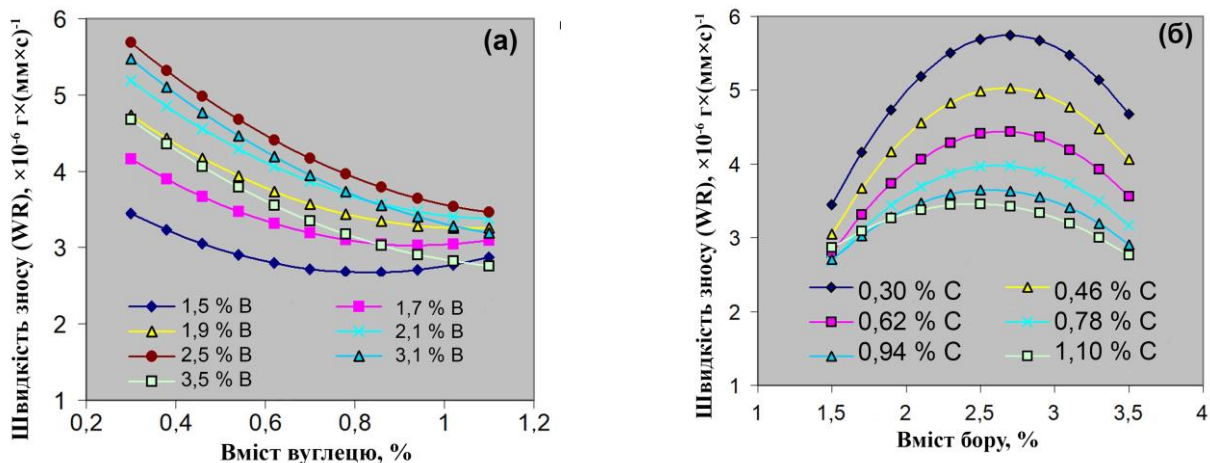 (а)
Швидкість зносу (WR), ×10⁻⁶ г×(мм×с)⁻¹
6
5
4
3
2
1
1,5 % B
1,7 % B
1,9 % B
2,1 % B
2,5 % B
3,1 % B
3,5 % B
0,2
0,4
0,6
0,8
1
1,2
Вміст вуглецю, %
(б)
Швидкість зносу (WR), ×10⁻⁶ г×(мм×с)⁻¹
6
5
4
3
2
1
0,30 % C
0,46 % C
0,62 % C
0,78 % C
0,94 % C
1,10 % C
1
1,5
2
2,5
3
3,5
4
Вміст бору, %